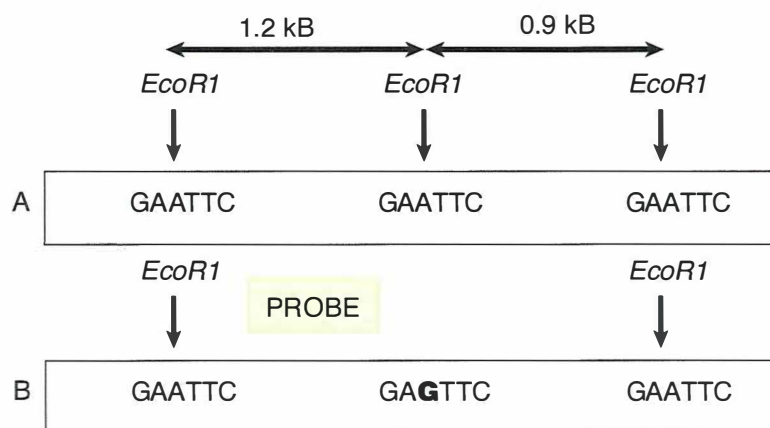 1.2 kB 0.9 kB
EcoR1 EcoR1 EcoR1
A GAATTC GAATTC GAATTC
EcoR1 EcoR1
PROBE
B GAATTC GAGTTC GAATTC